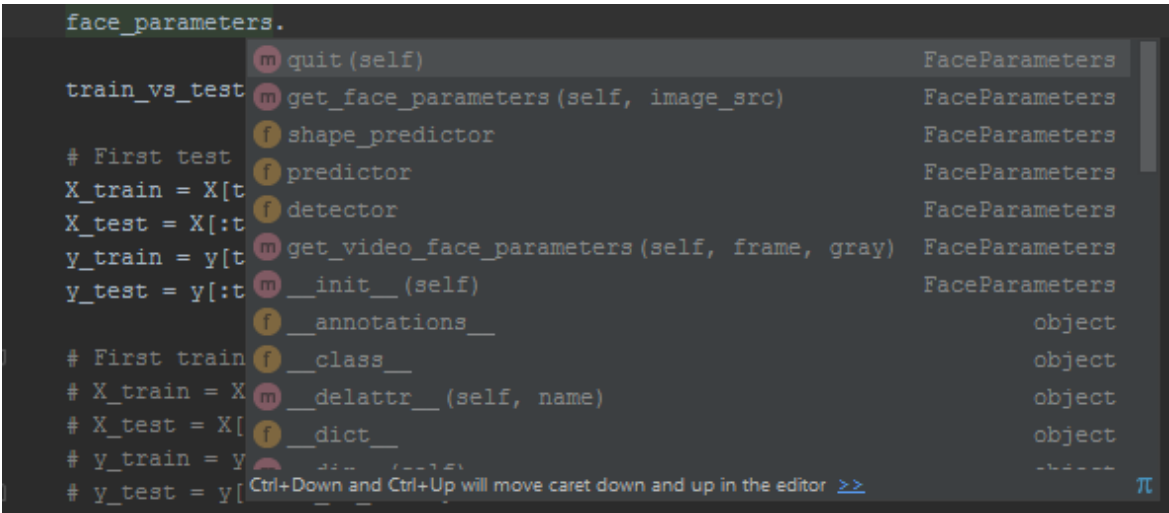 face_parameters.
m quit(self) FaceParameters
train_vs_test
m get_face_parameters(self, image_src) FaceParameters
f shape_predictor FaceParameters
# First test
f predictor FaceParameters
X_train = X[t
f detector FaceParameters
X_test = X[:t
m get_video_face_parameters(self, frame, gray) FaceParameters
y_train = y[t
m __init__(self) FaceParameters
y_test = y[:t
f __annotations__ object
# First train
f __class__ object
# X_train = X
m __delattr__(self, name) object
# X_test = X[
f __dict__ object
# y_train = y
# y_test = y[
Ctrl+Down and Ctrl+Up will move caret down and up in the editor >>
π